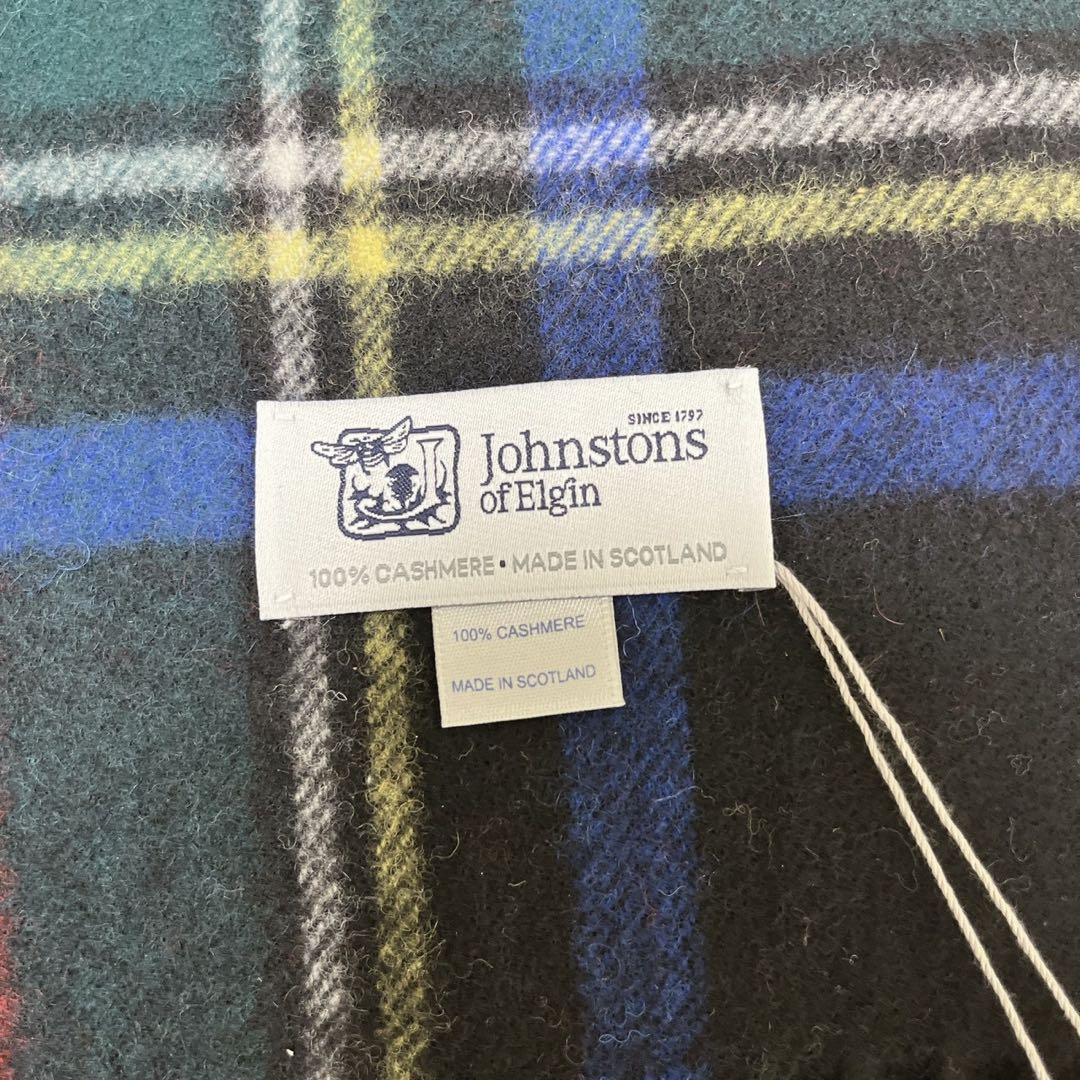 SINCE 1797
Johnstons
of Elgin
100% CASHMERE • MADE IN SCOTLAND
100% CASHMERE
MADE IN SCOTLAND